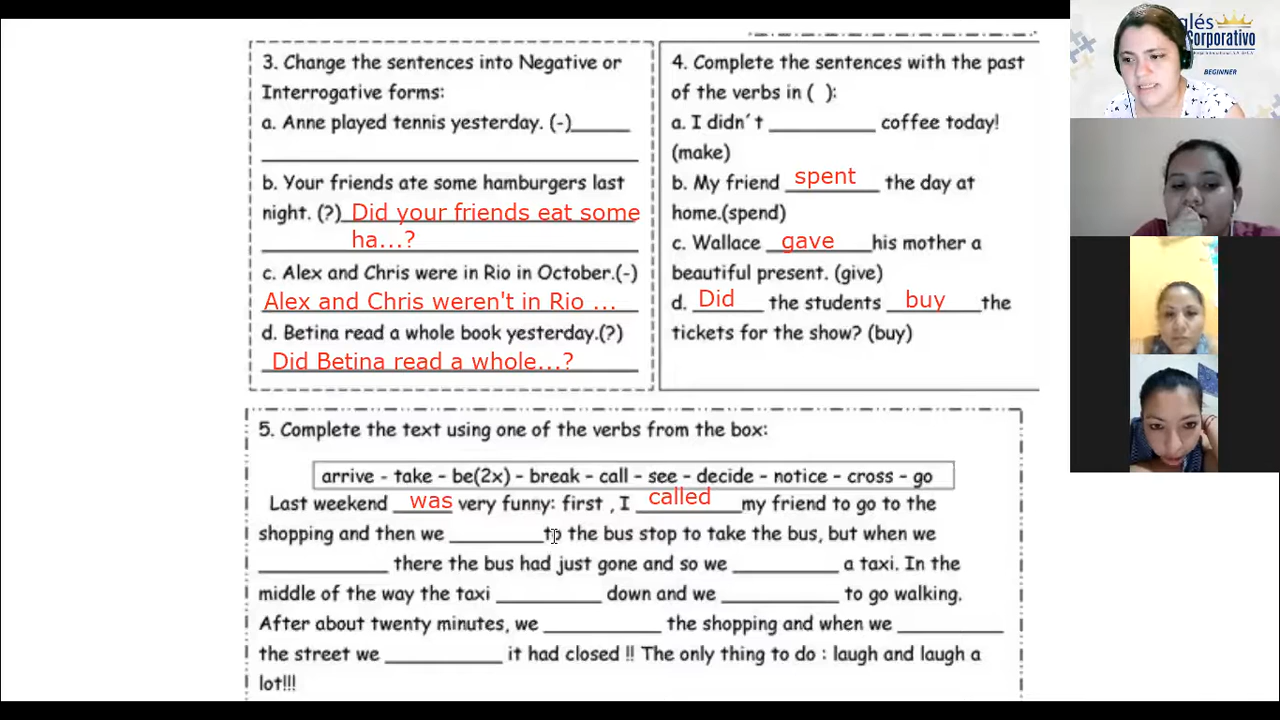 3. Change the sentences into Negative or
Interrogative forms:
a. Anne played tennis yesterday. (-)______
b. Your friends ate some hamburgers last
night. (?) Did your friends eat some
ha...?
c. Alex and Chris were in Rio in October.(-)
Alex and Chris weren't in Rio ...
d. Betina read a whole book yesterday.(?)
Did Betina read a whole...?
4. Complete the sentences with the past
of the verbs in ( ):
a. I didn´t __________ coffee today!
(make)
b. My friend spent the day at
home.(spend)
c. Wallace gave his mother a
beautiful present. (give)
d. Did the students buy the
tickets for the show? (buy)
5. Complete the text using one of the verbs from the box:
arrive - take - be(2x) - break - call - see - decide - notice - cross - go
Last weekend was very funny: first , I called my friend to go to the
shopping and then we _________to the bus stop to take the bus, but when we
____________ there the bus had just gone and so we __________ a taxi. In the
middle of the way the taxi __________ down and we ___________ to go walking.
After about twenty minutes, we ___________ the shopping and when we __________
the street we ___________ it had closed !! The only thing to do : laugh and laugh a
lot!!!
glés
Corporativo
BEGINNER